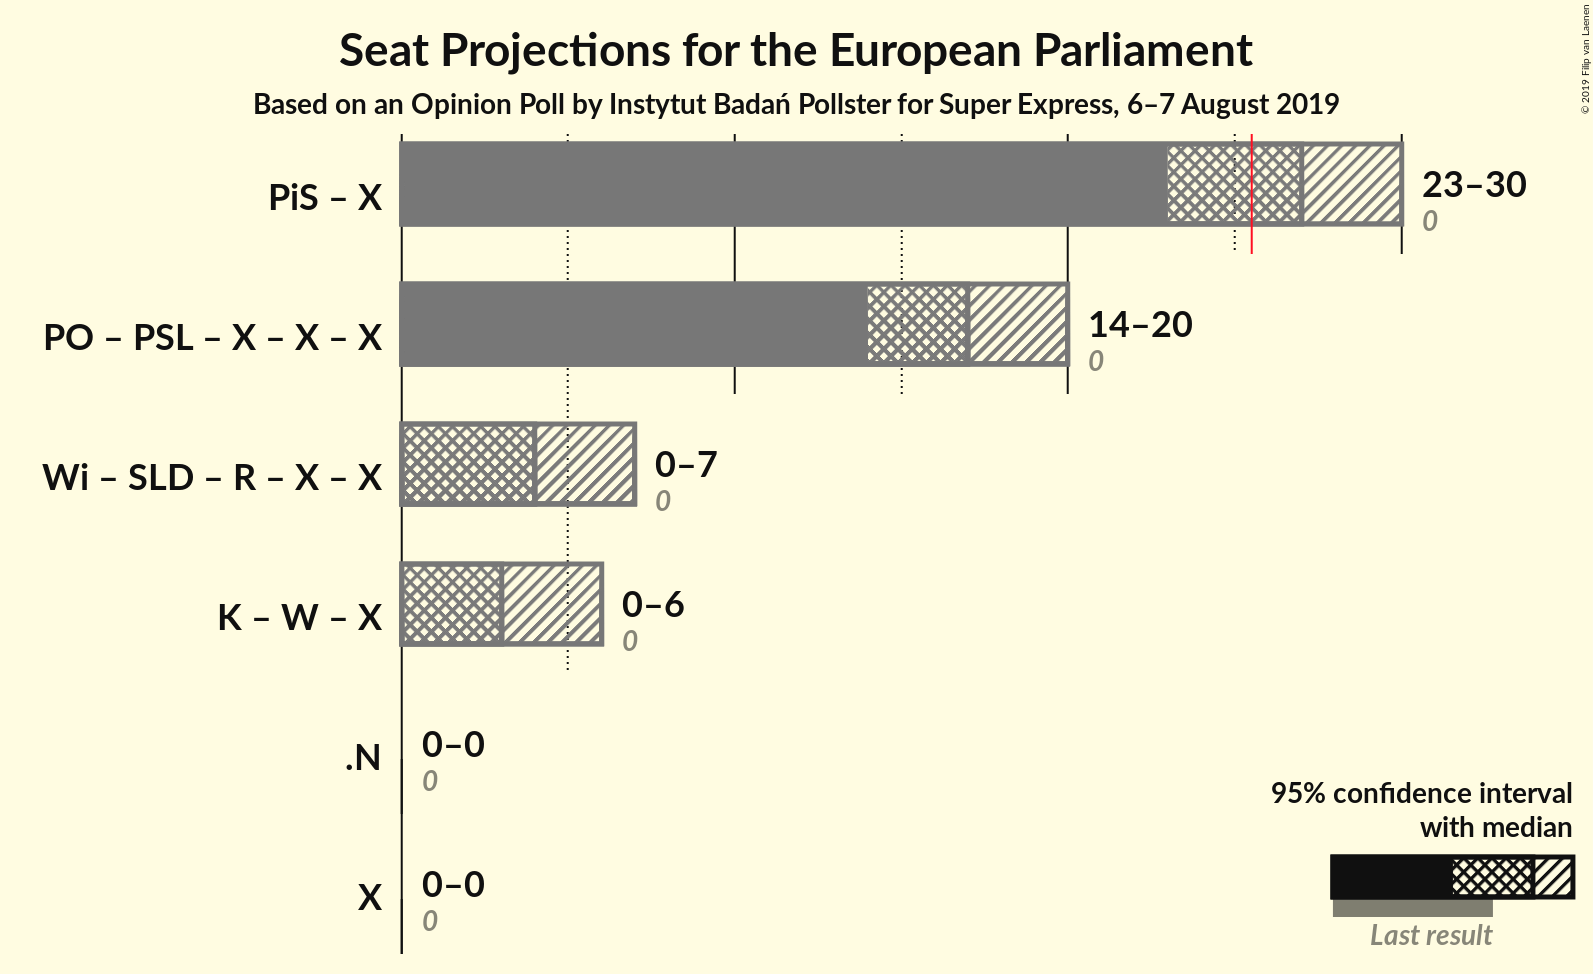 Seat Projections for the European Parliament
Based on an Opinion Poll by Instytut Badań Pollster for Super Express, 6–7 August 2019
© 2019 Filip van Laenen
PiS – X
23–30
0
PO – PSL – X – X – X
14–20
0
Wi – SLD – R – X – X
0–7
0
K – W – X
0–6
0
.N
0–0
0
X
0–0
0
95% confidence interval
with median
Last result